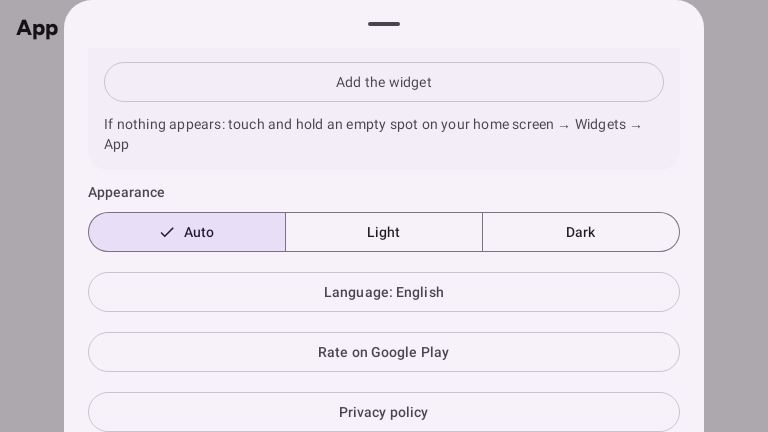 App
Add the widget
If nothing appears: touch and hold an empty spot on your home screen → Widgets →
App
Appearance
Auto
Light
Dark
Language: English
Rate on Google Play
Privacy policy